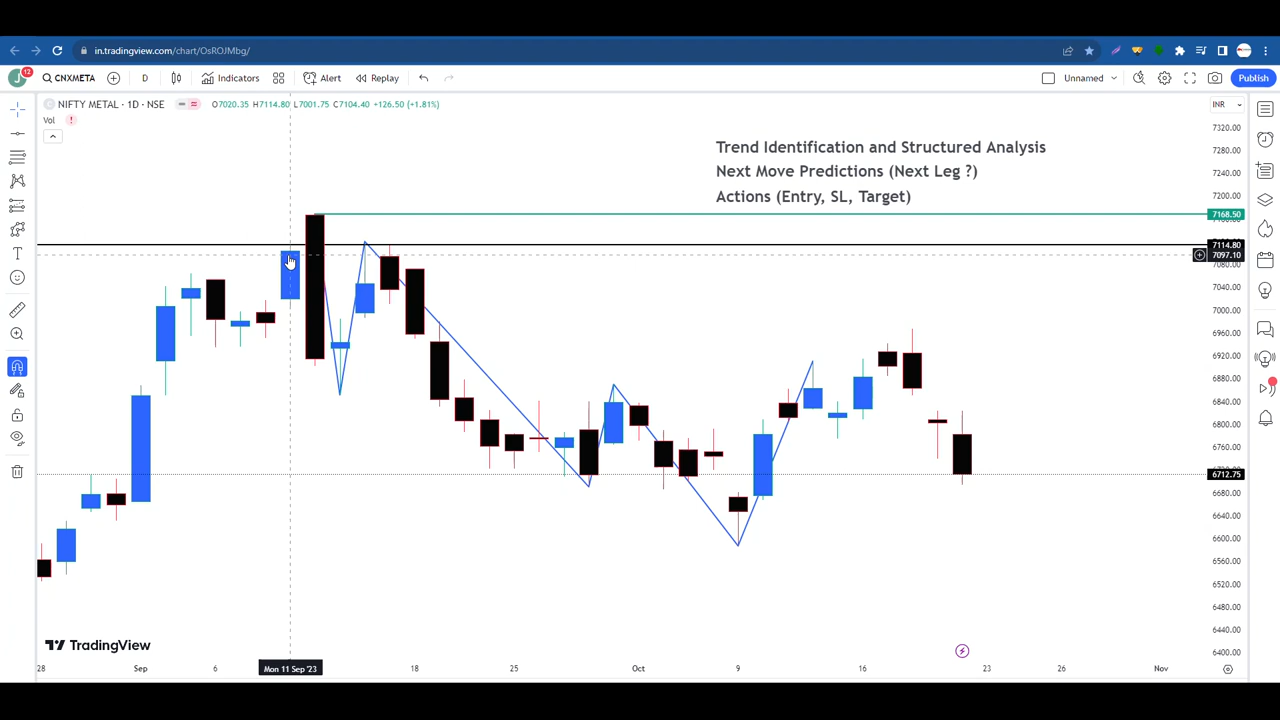 in.tradingview.com/chart/OsROJMbg/
J 12 CNXMETA D Indicators Alert Replay Unnamed Publish
NIFTY METAL · 1D · NSE O7020.35 H7114.80 L7001.75 C7104.40 +126.50 (+1.81%) INR
Vol !
Trend Identification and Structured Analysis
Next Move Predictions (Next Leg ?)
Actions (Entry, SL, Target)
7320.00
7280.00
7240.00
7200.00
7168.50
7114.80
7097.10
7080.00
7040.00
7000.00
6960.00
6920.00
6880.00
6840.00
6800.00
6760.00
6712.75
6680.00
6640.00
6600.00
6560.00
6520.00
6480.00
6440.00
6400.00
TradingView
28 Sep 6 Mon 11 Sep '23 18 25 Oct 9 16 23 26 Nov